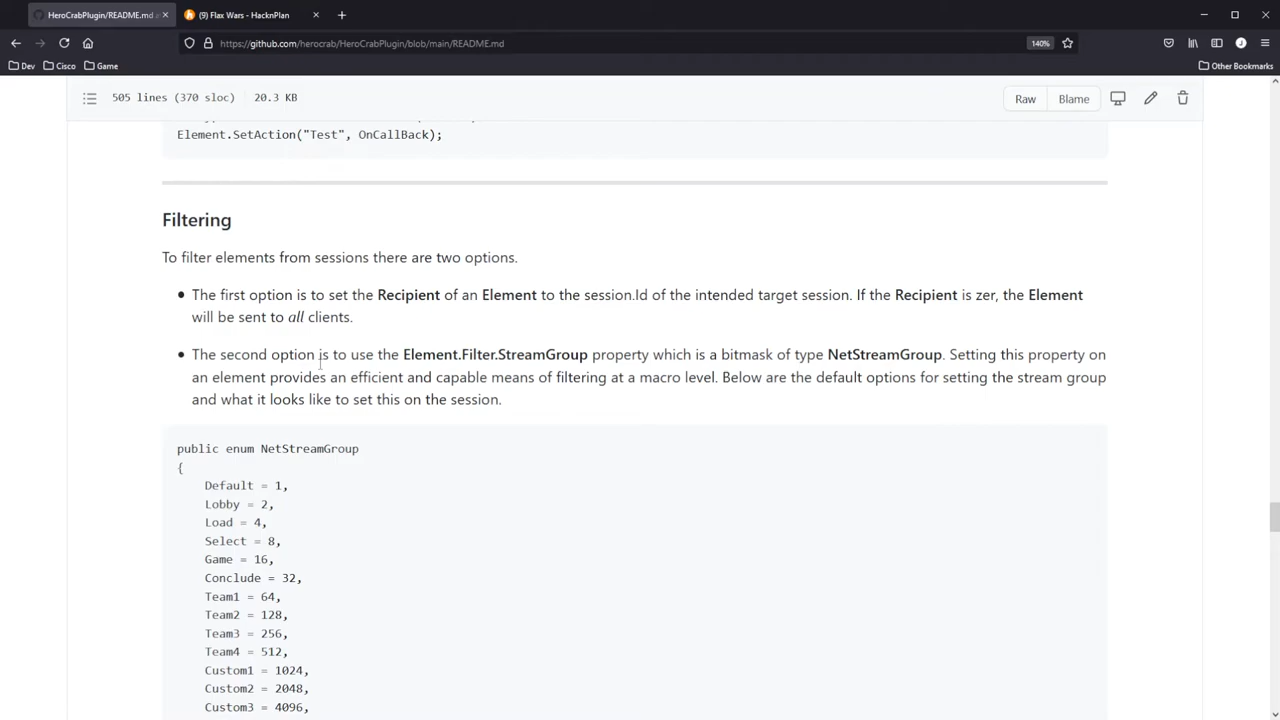 HeroCrabPlugin/README.md a
(9) Flax Wars - HacknPlan
https://github.com/herocrab/HeroCrabPlugin/blob/main/README.md
140%
Dev
Cisco
Game
Other Bookmarks
505 lines (370 sloc)
20.3 KB
Raw
Blame
Element.SetAction("Test", OnCallBack);
Filtering
To filter elements from sessions there are two options.
The first option is to set the Recipient of an Element to the session.Id of the intended target session. If the Recipient is zer, the Element
will be sent to all clients.
The second option is to use the Element.Filter.StreamGroup property which is a bitmask of type NetStreamGroup. Setting this property on
an element provides an efficient and capable means of filtering at a macro level. Below are the default options for setting the stream group
and what it looks like to set this on the session.
public enum NetStreamGroup
{
Default = 1,
Lobby = 2,
Load = 4,
Select = 8,
Game = 16,
Conclude = 32,
Team1 = 64,
Team2 = 128,
Team3 = 256,
Team4 = 512,
Custom1 = 1024,
Custom2 = 2048,
Custom3 = 4096,